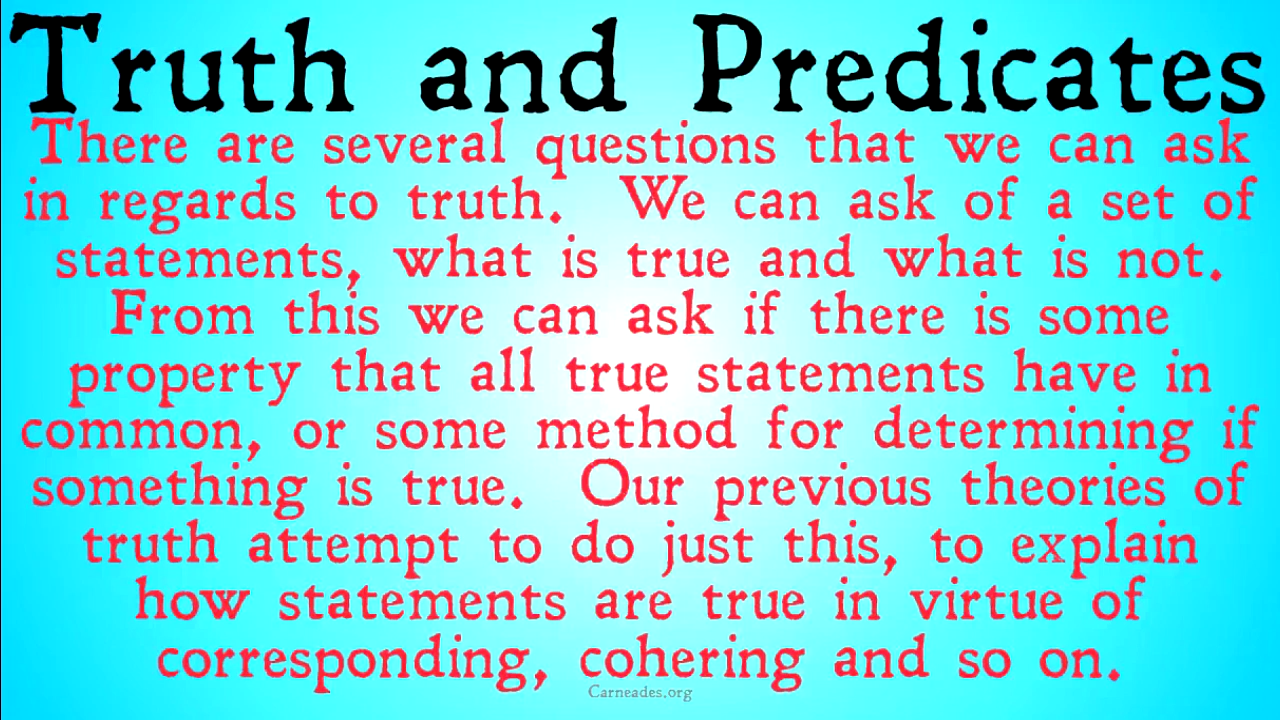 Truth and Predicates
There are several questions that we can ask
in regards to truth. We can ask of a set of
statements, what is true and what is not.
From this we can ask if there is some
property that all true statements have in
common, or some method for determining if
something is true. Our previous theories of
truth attempt to do just this, to explain
how statements are true in virtue of
corresponding, cohering and so on.
Carneades.org